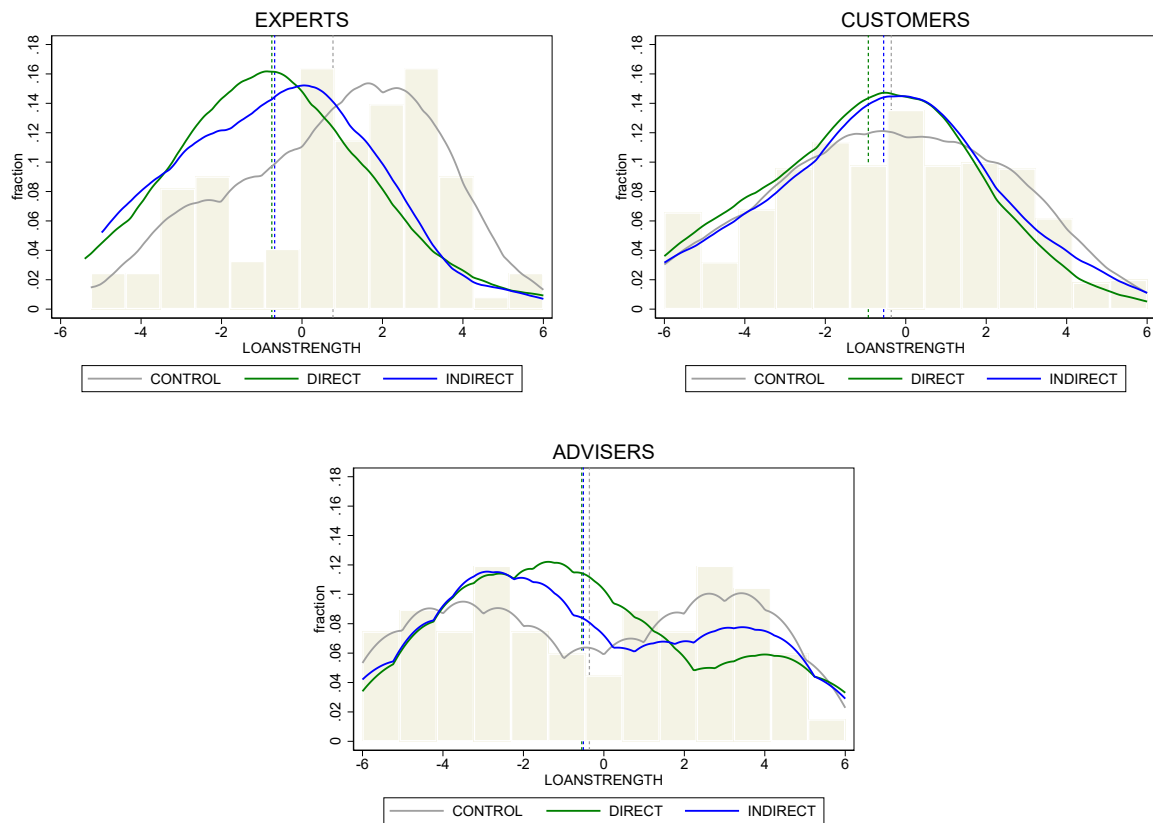 EXPERTS
fraction
0 .02 .04 .06 .08 .1 .12 .14 .16 .18
-6 -4 -2 0 2 4 6
LOANSTRENGTH
CONTROL DIRECT INDIRECT
CUSTOMERS
fraction
0 .02 .04 .06 .08 .1 .12 .14 .16 .18
-6 -4 -2 0 2 4 6
LOANSTRENGTH
CONTROL DIRECT INDIRECT
ADVISERS
fraction
0 .02 .04 .06 .08 .1 .12 .14 .16 .18
-6 -4 -2 0 2 4 6
LOANSTRENGTH
CONTROL DIRECT INDIRECT